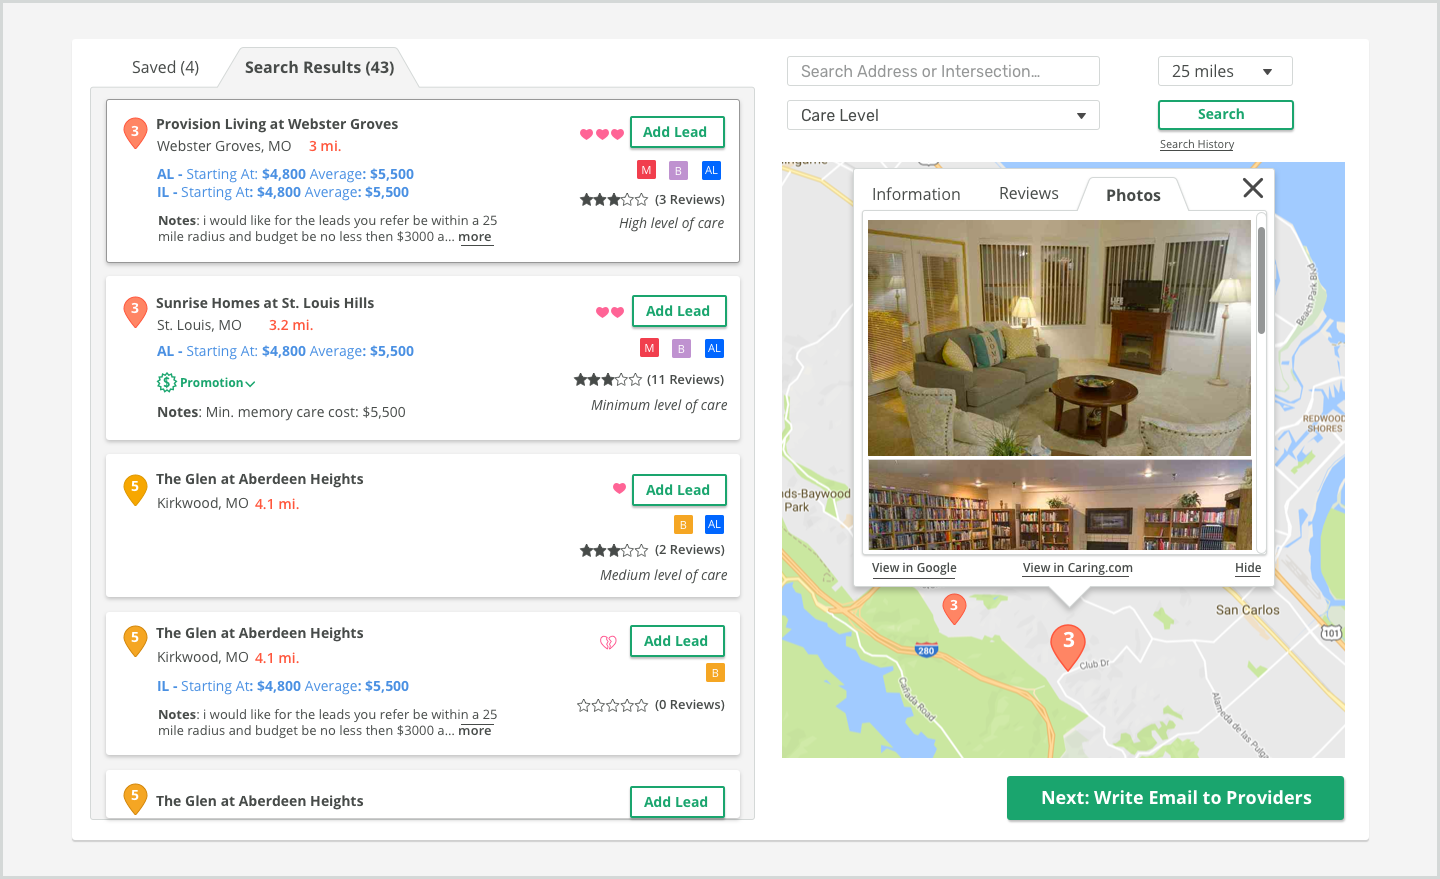 Saved (4)
Search Results (43)
3
Provision Living at Webster Groves
Webster Groves, MO 3 mi.
Add Lead
AL - Starting At: $4,800 Average: $5,500
IL - Starting At: $4,800 Average: $5,500
M B AL
(3 Reviews)
Notes: i would like for the leads you refer be within a 25
mile radius and budget be no less then $3000 a... more
High level of care
3
Sunrise Homes at St. Louis Hills
St. Louis, MO 3.2 mi.
Add Lead
AL - Starting At: $4,800 Average: $5,500
M B AL
$ Promotion
(11 Reviews)
Notes: Min. memory care cost: $5,500
Minimum level of care
5
The Glen at Aberdeen Heights
Kirkwood, MO 4.1 mi.
Add Lead
B AL
(2 Reviews)
Medium level of care
5
The Glen at Aberdeen Heights
Kirkwood, MO 4.1 mi.
Add Lead
B
IL - Starting At: $4,800 Average: $5,500
(0 Reviews)
Notes: i would like for the leads you refer be within a 25
mile radius and budget be no less then $3000 a... more
5
The Glen at Aberdeen Heights
Add Lead
Search Address or Intersection...
25 miles
Care Level
Search
Search History
Information
Reviews
Photos
View in Google
View in Caring.com
Hide
Beach Park Blvd
REDWOOD
SHORES
nds-Baywood
Park
San Carlos
101
3
3
280
Club Dr
Cañada Road
Alameda de las Pulga
Next: Write Email to Providers